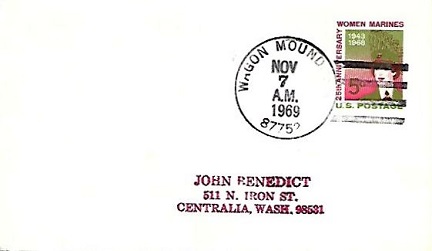 WAGON MOUND
NOV
7
A.M.
1969
87752
WOMEN MARINES
25th ANNIVERSARY
1943
1968
5c
U.S. POSTAGE
JOHN BENEDICT
511 N. IRON ST.
CENTRALIA, WASH. 98531